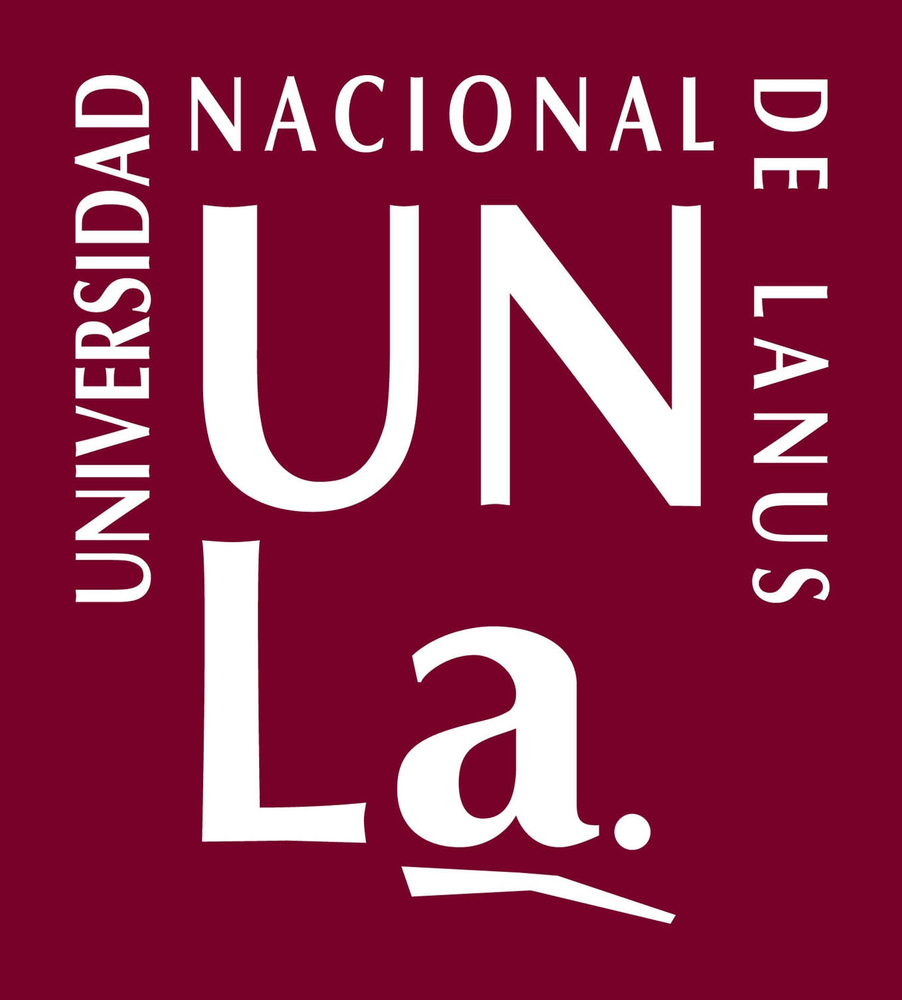 UNIVERSIDAD
NACIONAL
DE LANUS
UN
La.